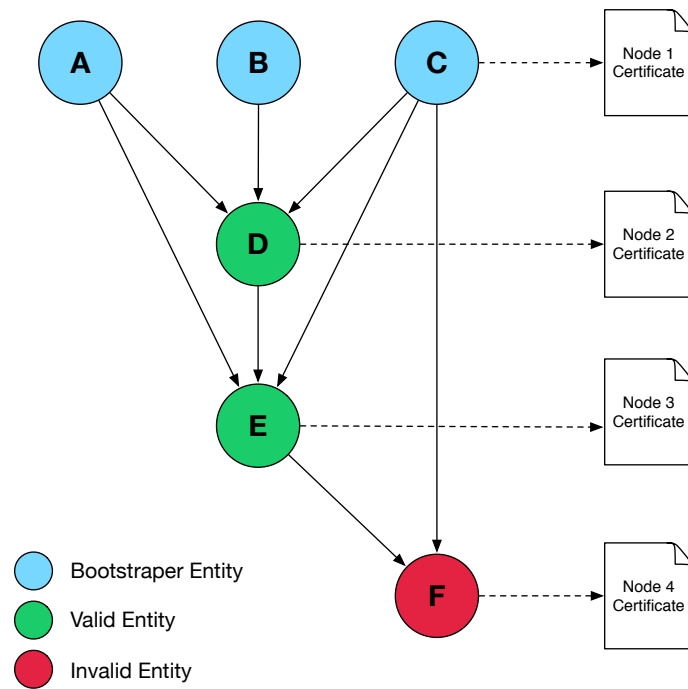 A
B
C
Node 1
Certificate
D
Node 2
Certificate
E
Node 3
Certificate
F
Node 4
Certificate
Bootstraper Entity
Valid Entity
Invalid Entity